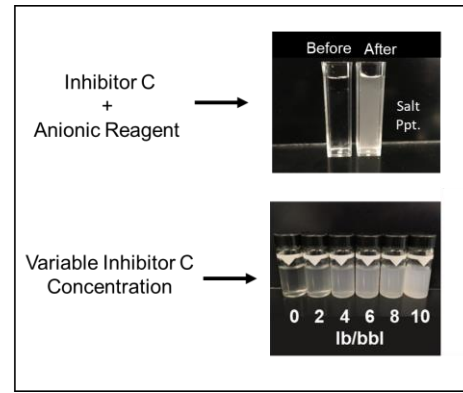 Before After
Inhibitor C
+
Anionic Reagent
Salt
Ppt.
Variable Inhibitor C
Concentration
0 2 4 6 8 10
lb/bbl